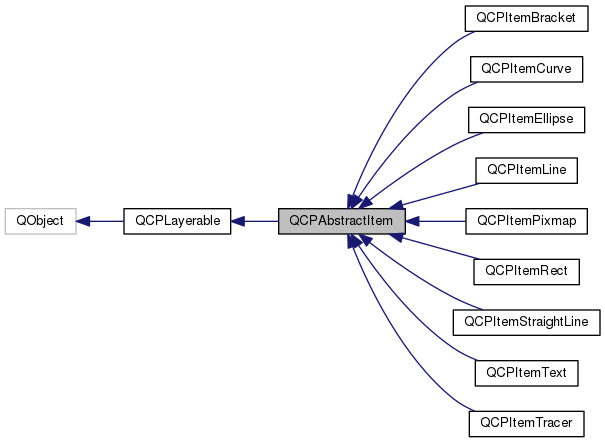 QCPItemBracket
QCPItemCurve
QCPItemEllipse
QCPItemLine
QObject
QCPLayerable
QCPAbstractItem
QCPItemPixmap
QCPItemRect
QCPItemStraightLine
QCPItemText
QCPItemTracer